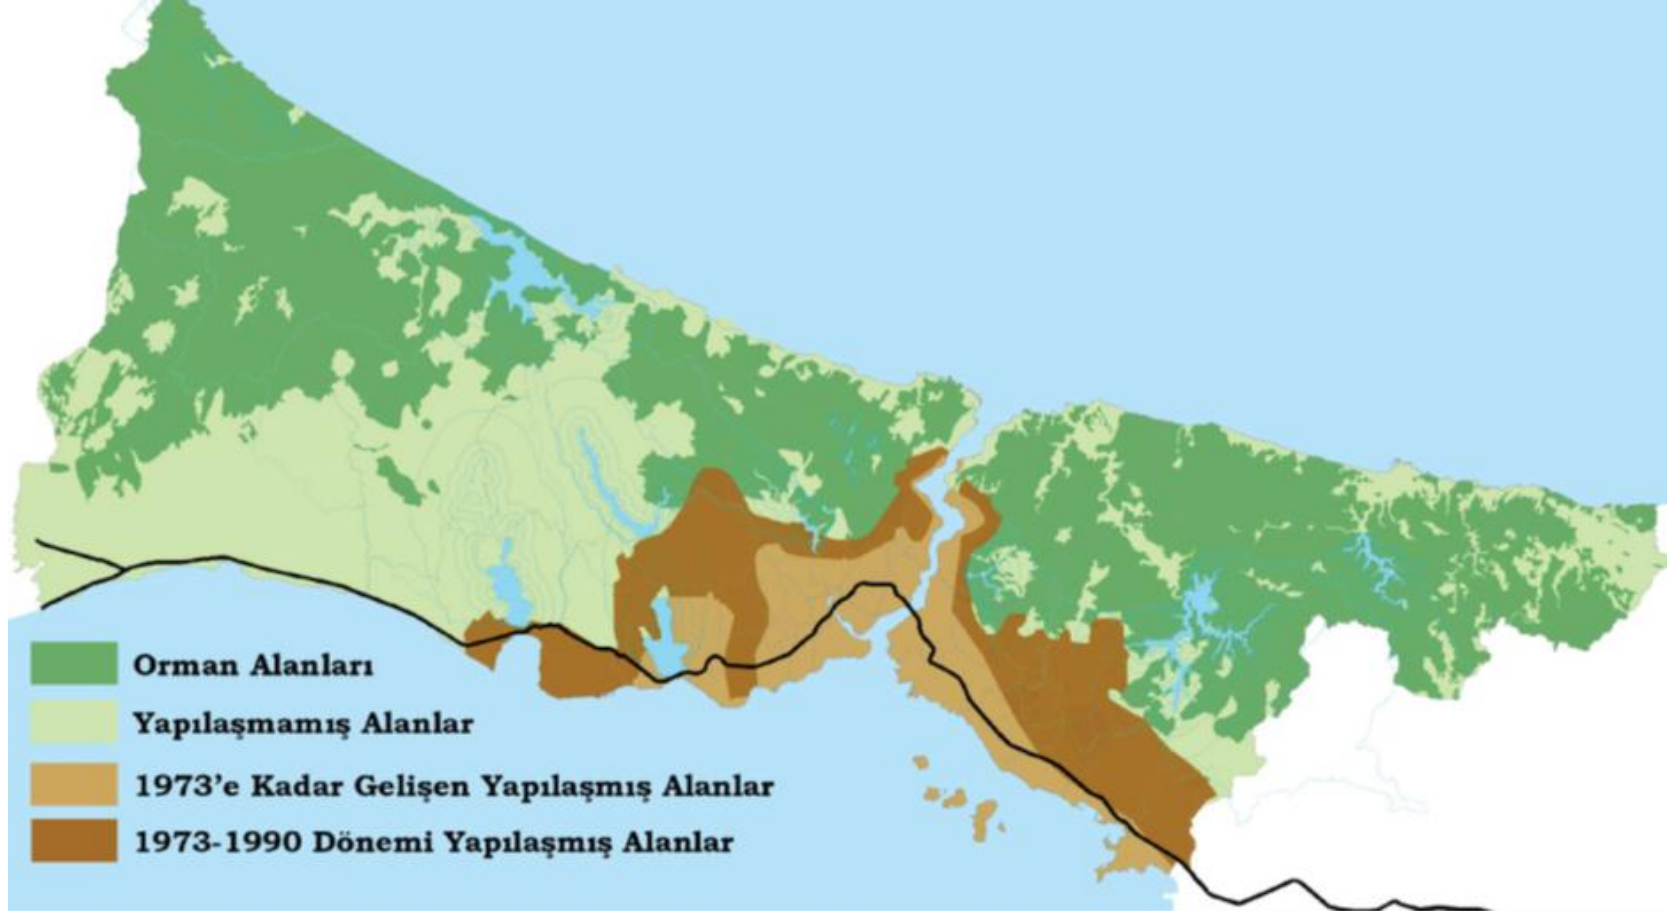 Orman Alanları
Yapılaşmamış Alanlar
1973’e Kadar Gelişen Yapılaşmış Alanlar
1973-1990 Dönemi Yapılaşmış Alanlar